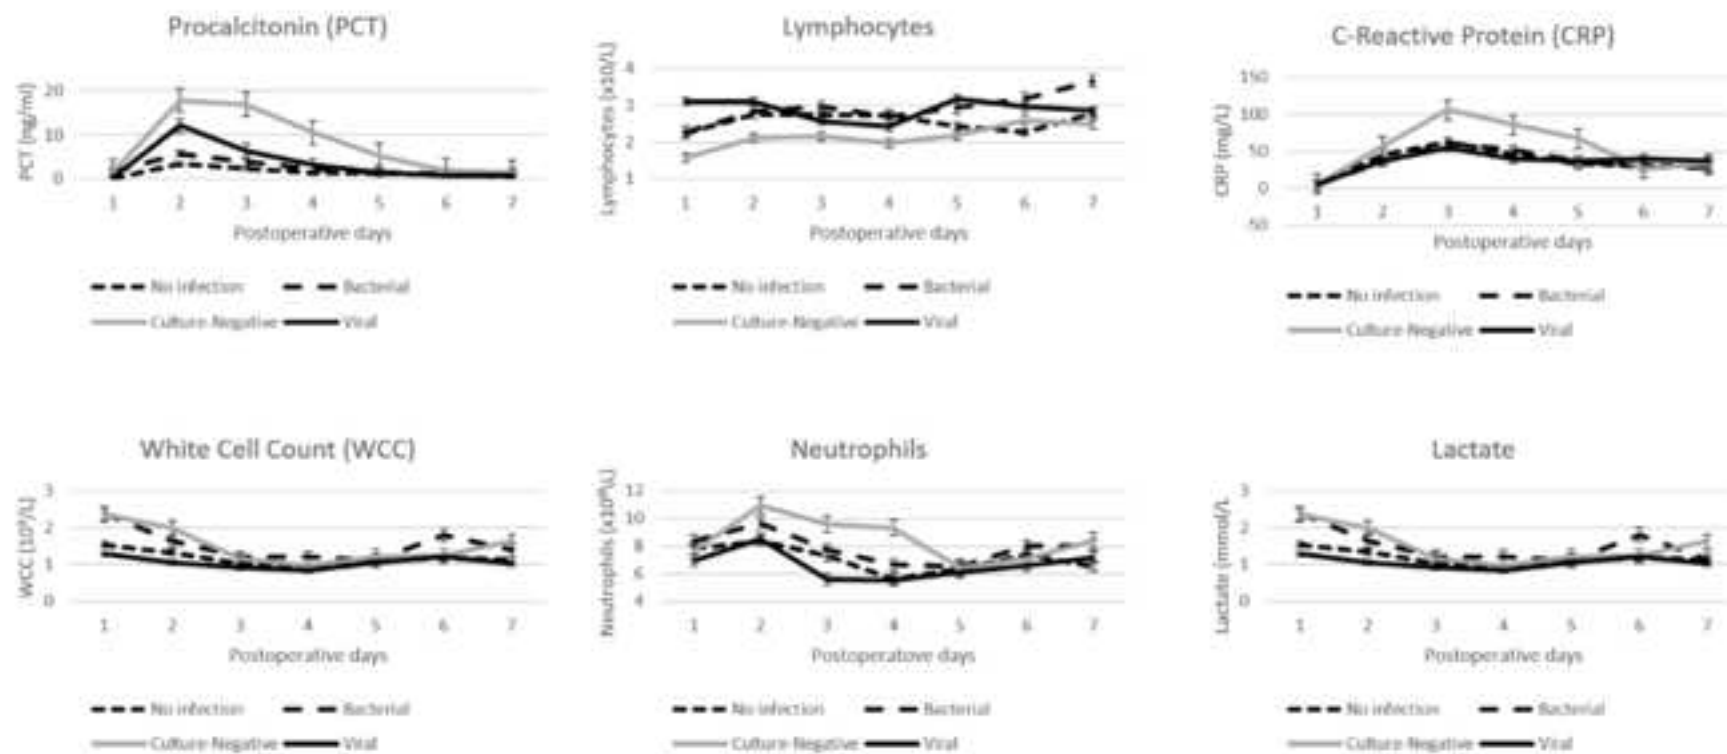 Procalcitonin (PCT)
PCT (ng/ml)
20
10
0
1 2 3 4 5 6 7
Postoperative days
No infection Bacterial
Culture-Negative Viral
Lymphocytes
Lymphocytes (x10/L)
4
3
2
1
1 2 3 4 5 6 7
Postoperative days
No infection Bacterial
Culture-Negative Viral
C-Reactive Protein (CRP)
CRP (mg/L)
150
100
50
0
50
1 2 3 4 5 6 7
Postoperative days
No infection Bacterial
Culture-Negative Viral
White Cell Count (WCC)
WCC (10⁹/L)
3
2
1
0
1 2 3 4 5 6 7
Postoperative days
No infection Bacterial
Culture-Negative Viral
Neutrophils
Neutrophils (x10⁹/L)
12
10
8
6
4
1 2 3 4 5 6 7
Postoperatove days
No infection Bacterial
Culture-Negative Viral
Lactate
Lactate (mmol/L
3
2
1
0
1 2 3 4 5 6 7
Postoperative days
No infection Bacterial
Culture-Negative Viral